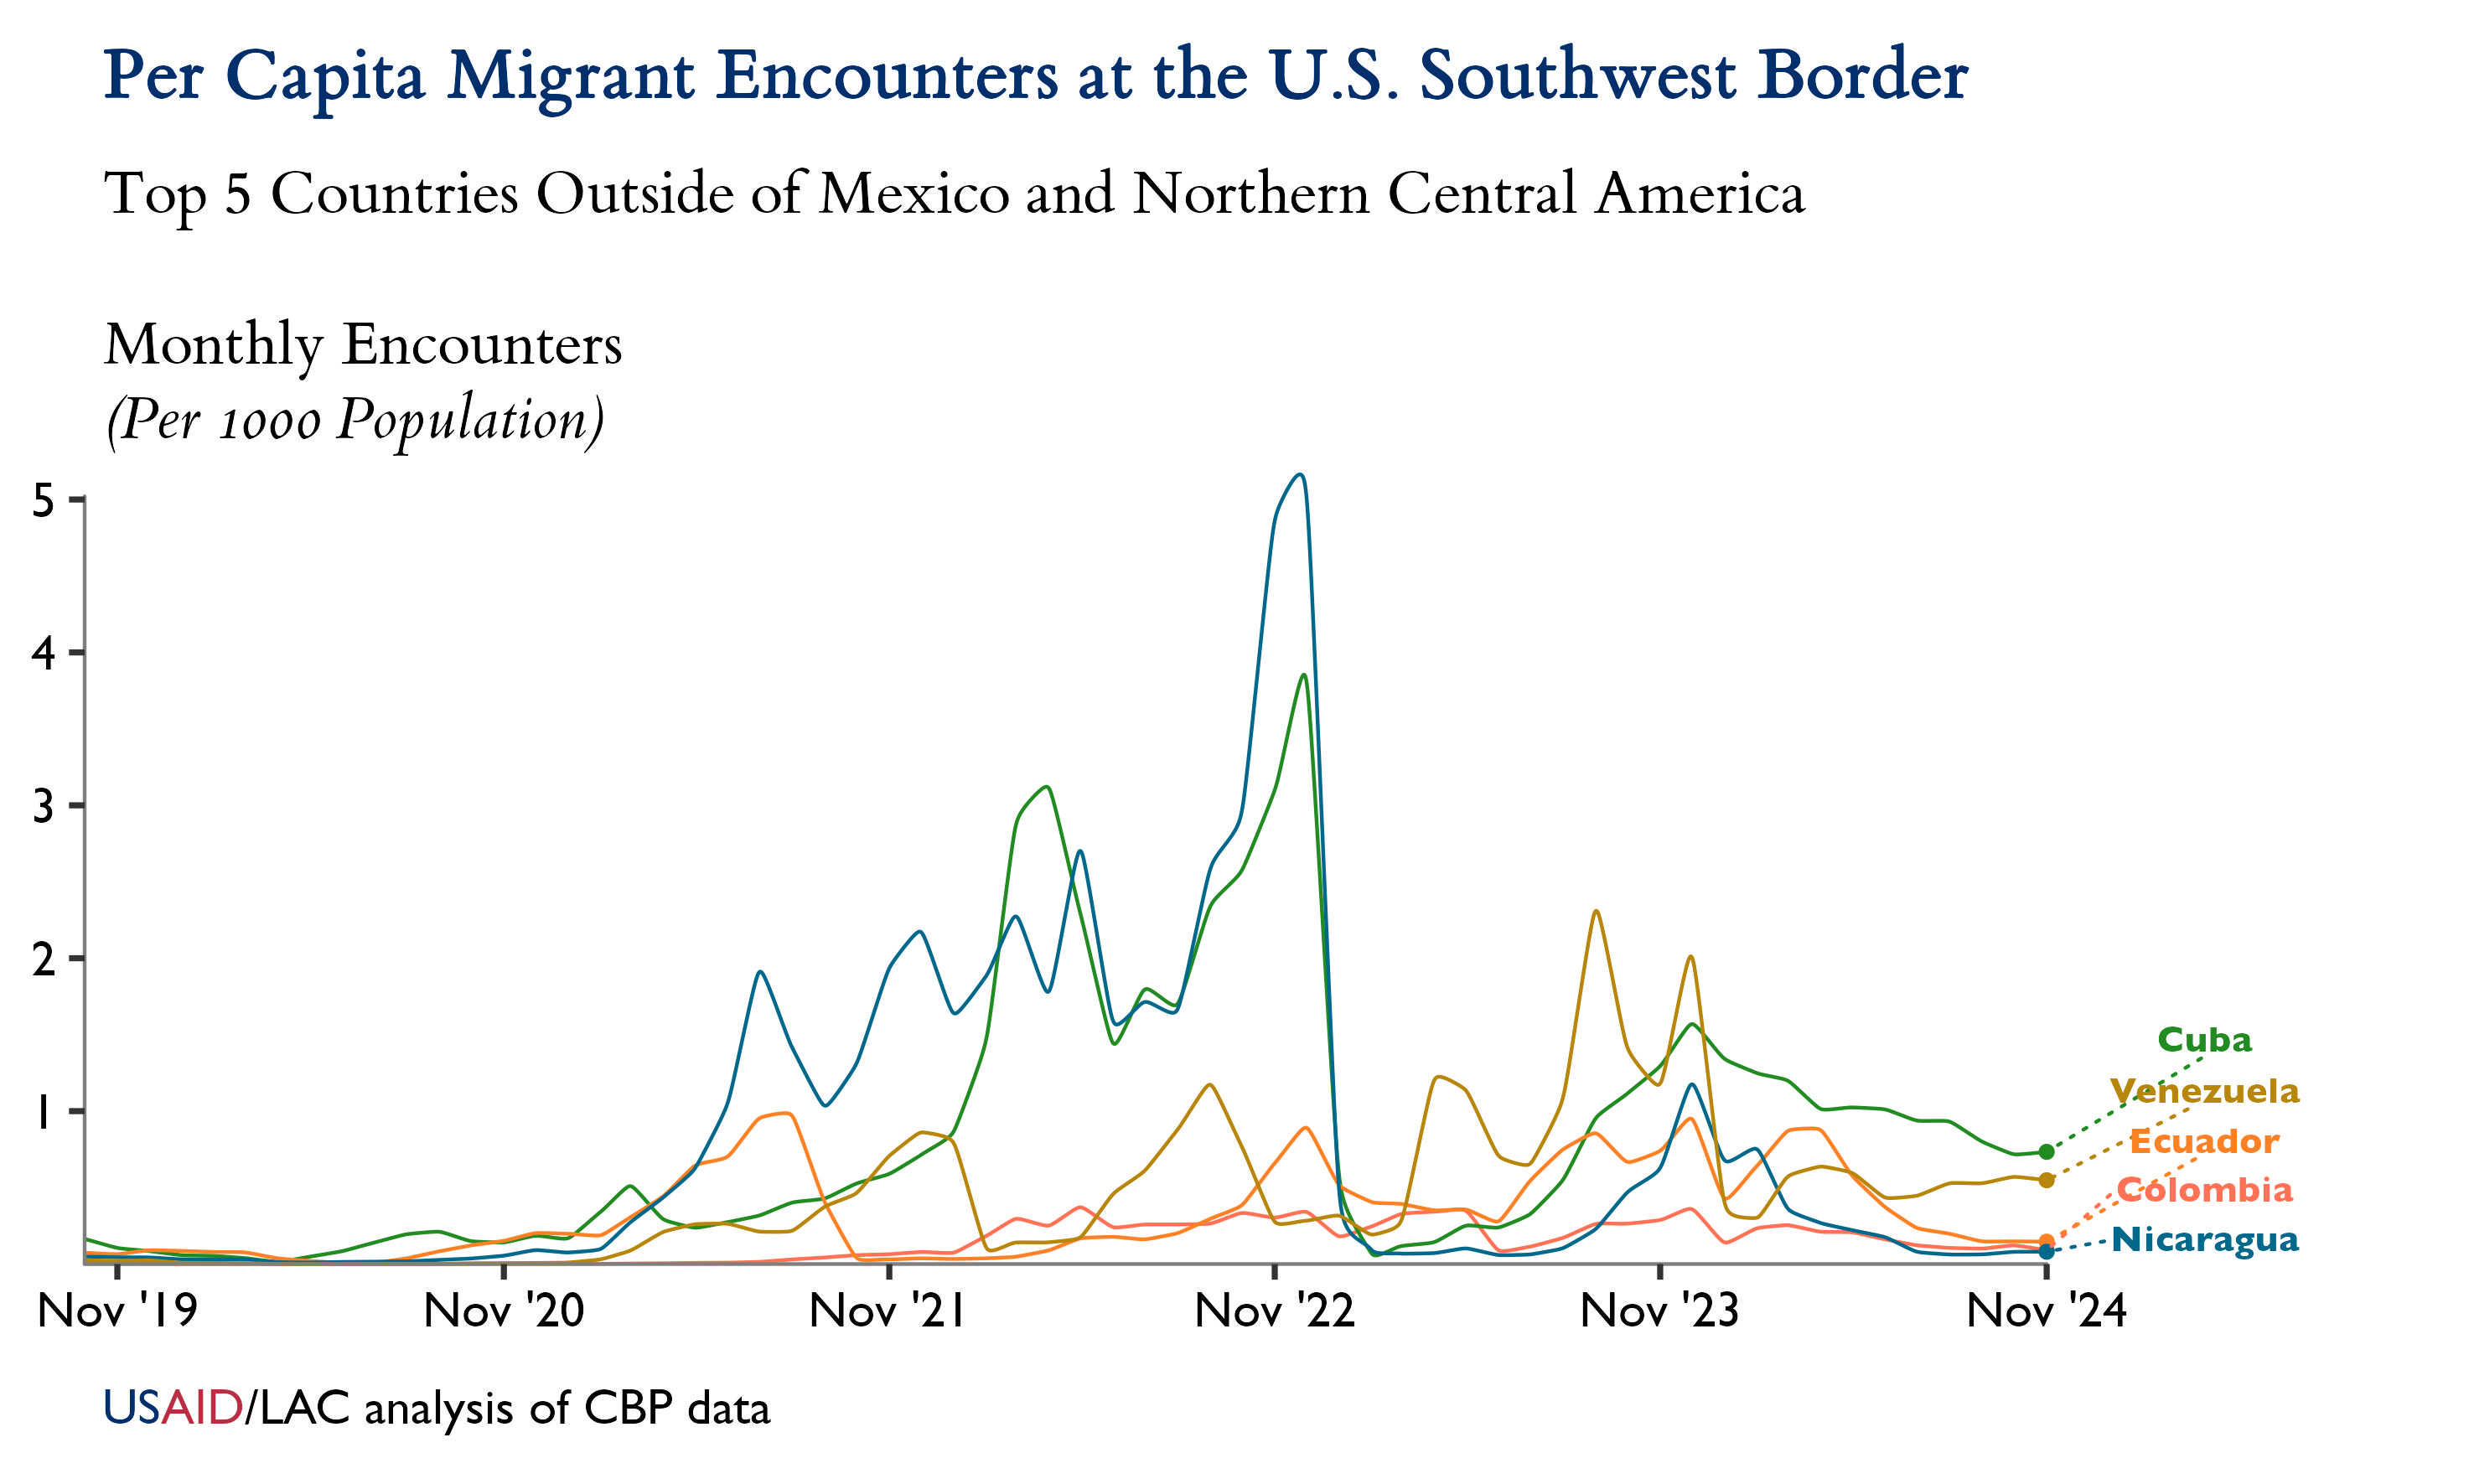 Per Capita Migrant Encounters at the U.S. Southwest Border
Top 5 Countries Outside of Mexico and Northern Central America
Monthly Encounters
(Per 1000 Population)
5
4
3
2
1
Cuba
Venezuela
Ecuador
Colombia
Nicaragua
Nov '19 Nov '20 Nov '21 Nov '22 Nov '23 Nov '24
USAID/LAC analysis of CBP data